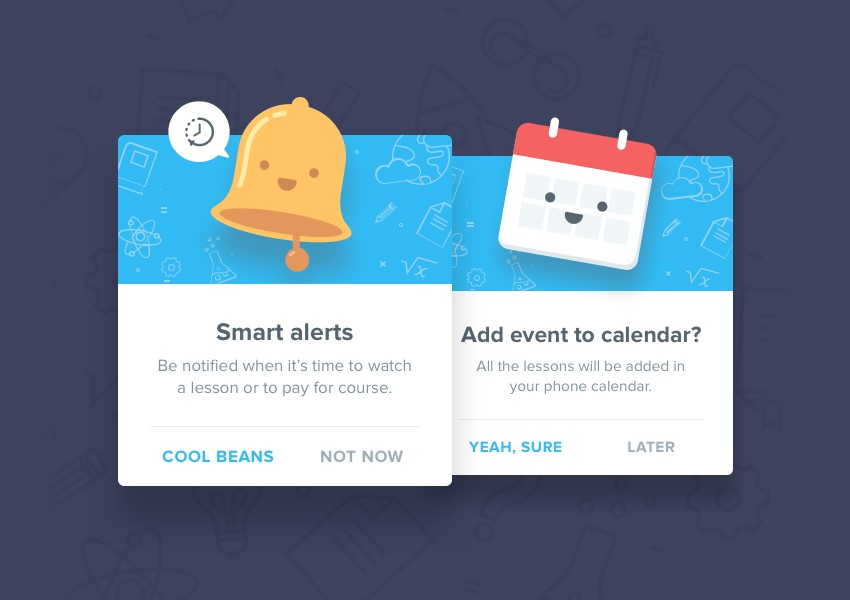 Smart alerts
Be notified when it's time to watch
a lesson or to pay for course.
COOL BEANS NOT NOW
Add event to calendar?
All the lessons will be added in
your phone calendar.
YEAH, SURE LATER
√x
√x